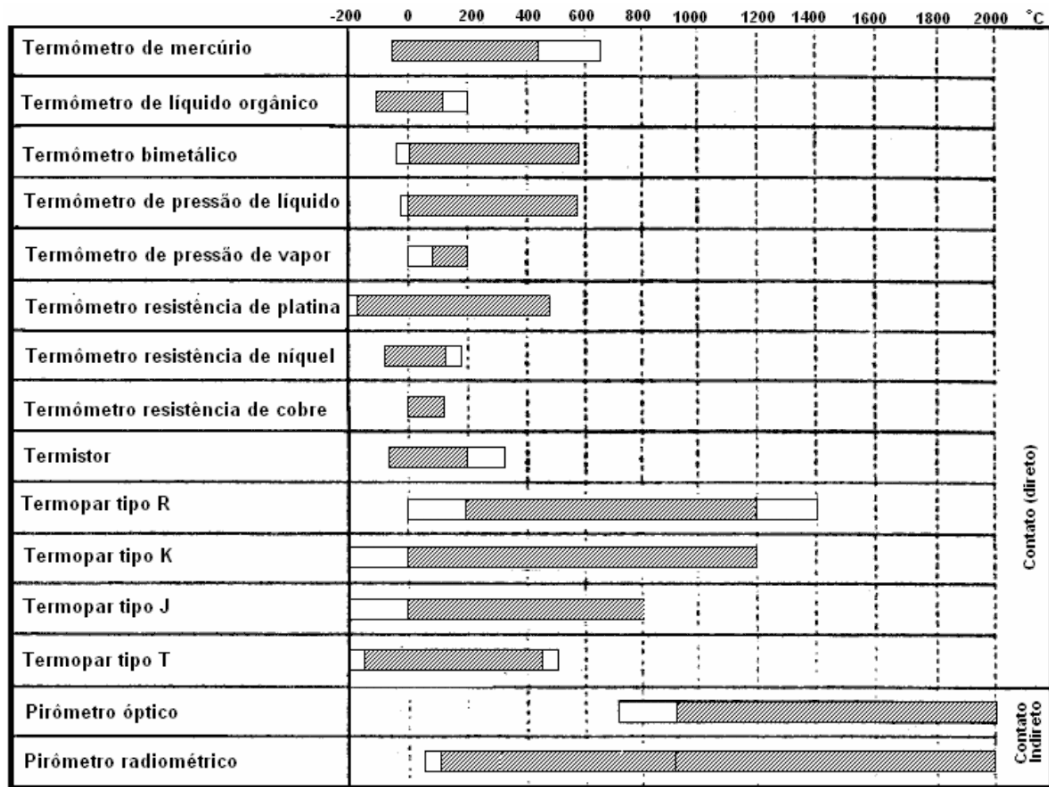 -200 0 200 400 600 800 1000 1200 1400 1600 1800 2000 °C
Termômetro de mercúrio
Termômetro de líquido orgânico
Termômetro bimetálico
Termômetro de pressão de líquido
Termômetro de pressão de vapor
Termômetro resistência de platina
Termômetro resistência de níquel
Termômetro resistência de cobre
Termistor
Termopar tipo R
Termopar tipo K
Termopar tipo J
Termopar tipo T
Contato (direto)
Pirômetro óptico
Pirômetro radiométrico
Contato
Indireto